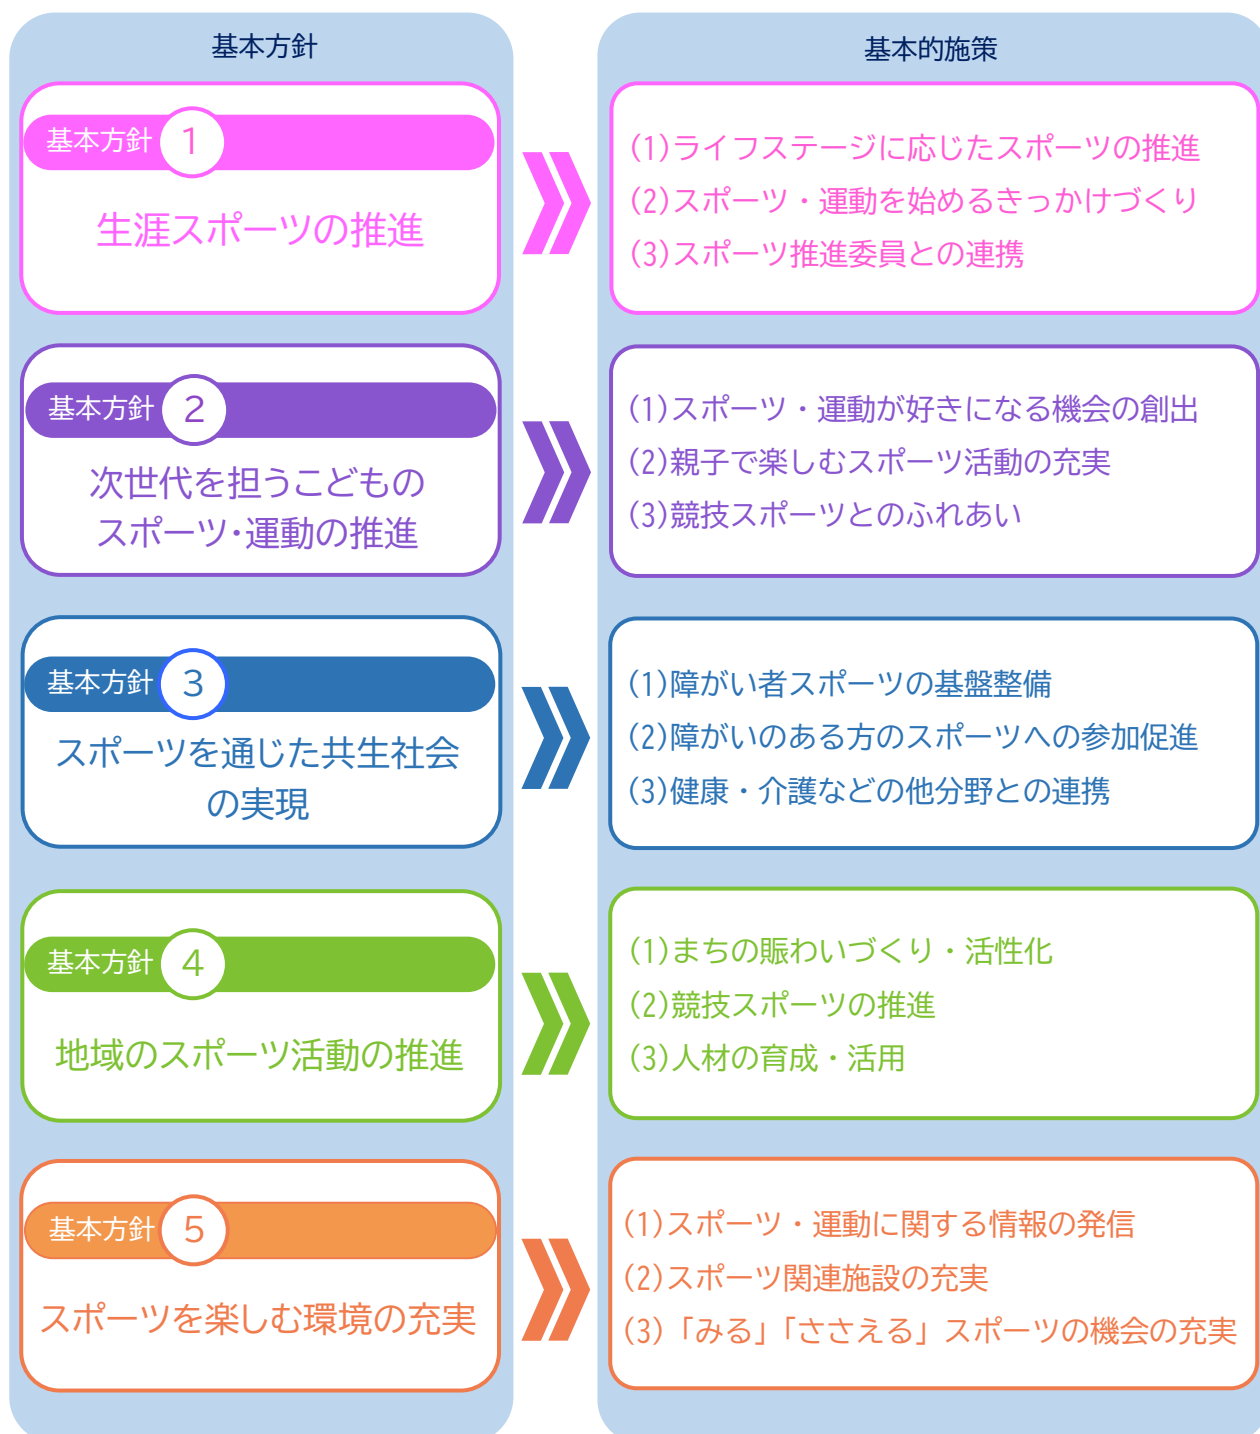 基本方針
基本的施策
基本方針 1
生涯スポーツの推進
(1)ライフステージに応じたスポーツの推進
(2)スポーツ・運動を始めるきっかけづくり
(3)スポーツ推進委員との連携
基本方針 2
次世代を担うこどもの
スポーツ・運動の推進
(1)スポーツ・運動が好きになる機会の創出
(2)親子で楽しむスポーツ活動の充実
(3)競技スポーツとのふれあい
基本方針 3
スポーツを通じた共生社会
の実現
(1)障がい者スポーツの基盤整備
(2)障がいのある方のスポーツへの参加促進
(3)健康・介護などの他分野との連携
基本方針 4
地域のスポーツ活動の推進
(1)まちの賑わいづくり・活性化
(2)競技スポーツの推進
(3)人材の育成・活用
基本方針 5
スポーツを楽しむ環境の充実
(1)スポーツ・運動に関する情報の発信
(2)スポーツ関連施設の充実
(3)「みる」「ささえる」スポーツの機会の充実